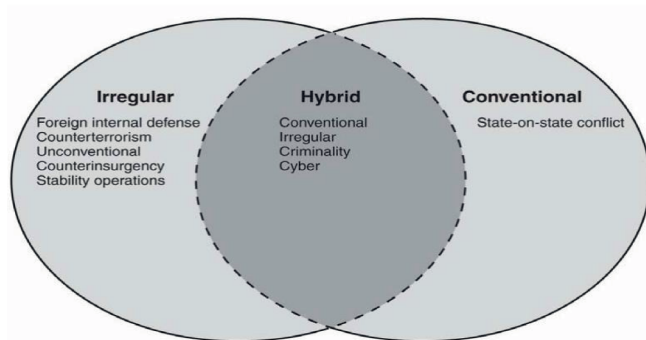 Irregular
Foreign internal defense
Counterterrorism
Unconventional
Counterinsurgency
Stability operations
Hybrid
Conventional
Irregular
Criminality
Cyber
Conventional
State-on-state conflict